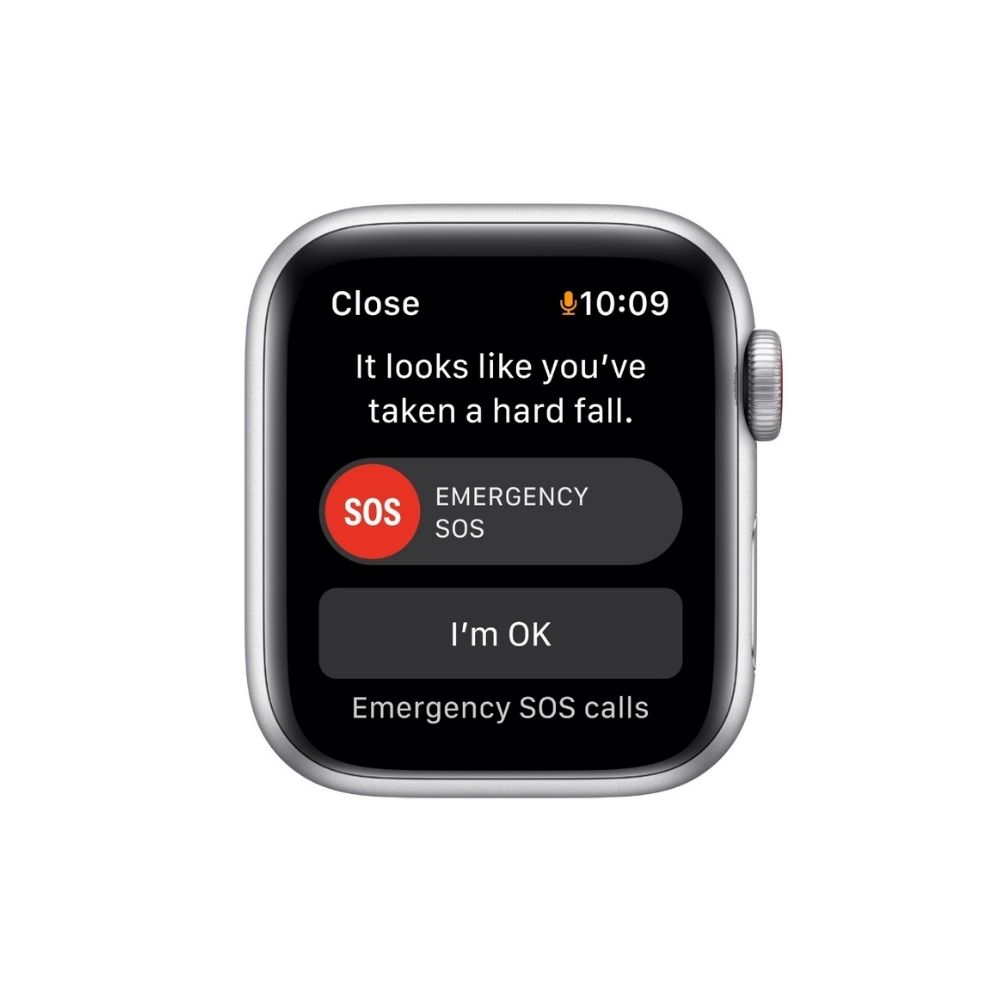 Close 10:09
It looks like you've
taken a hard fall.
SOS EMERGENCY
SOS
I'm OK
Emergency SOS calls